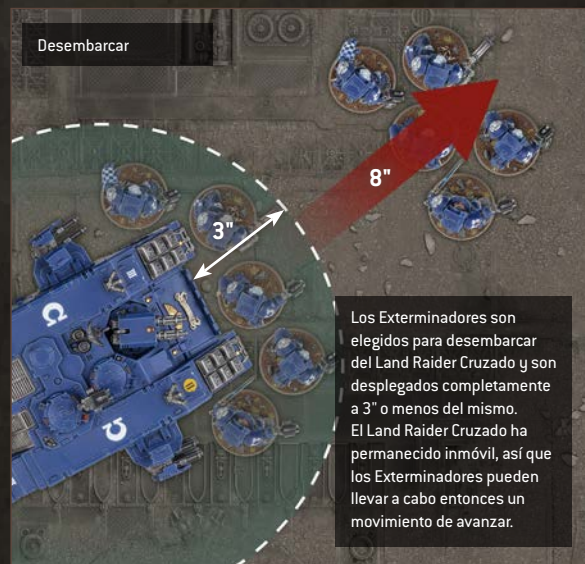 Desembarcar
8"
3"
Los Exterminadores son
elegidos para desembarcar
del Land Raider Cruzado y son
desplegados completamente
a 3" o menos del mismo.
El Land Raider Cruzado ha
permanecido inmóvil, así que
los Exterminadores pueden
llevar a cabo entonces un
movimiento de avanzar.